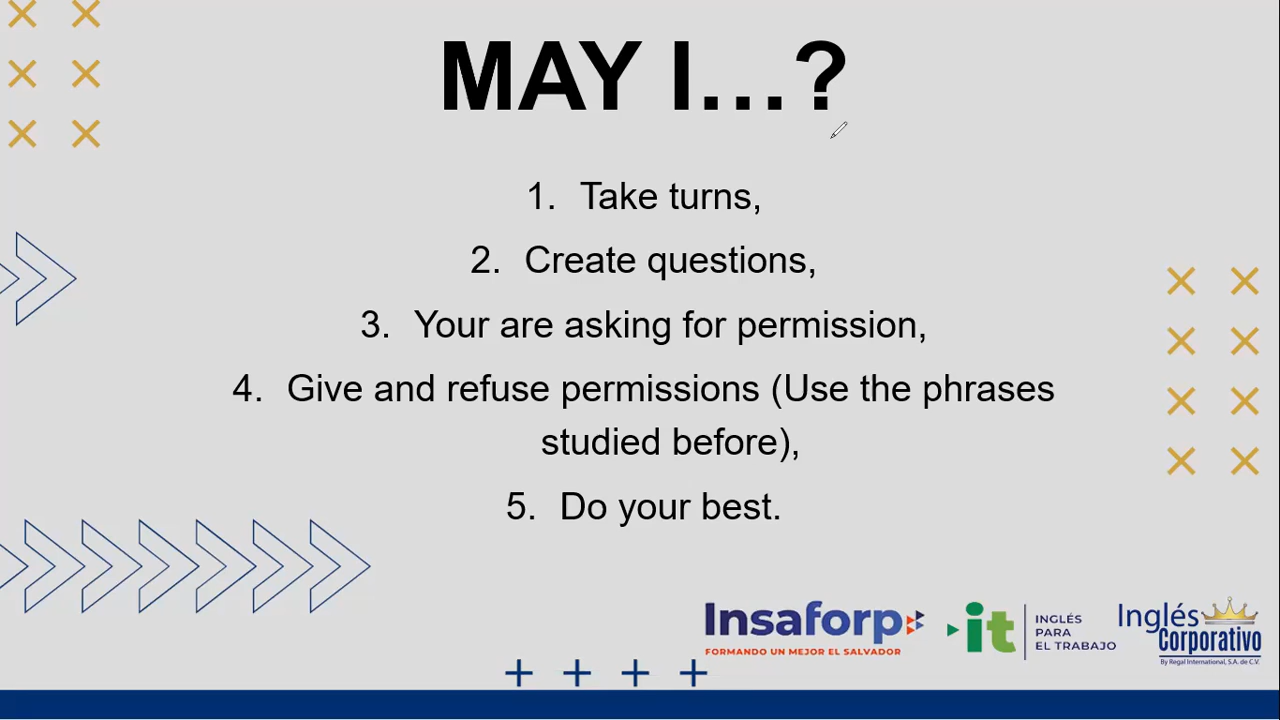 MAY I...?
1. Take turns,
2. Create questions,
3. Your are asking for permission,
4. Give and refuse permissions (Use the phrases
studied before),
5. Do your best.
Insaforp
FORMANDO UN MEJOR EL SALVADOR
it
INGLÉS
PARA
EL TRABAJO
Inglés
Corporativo
By Regal International, S.A. de C.V.